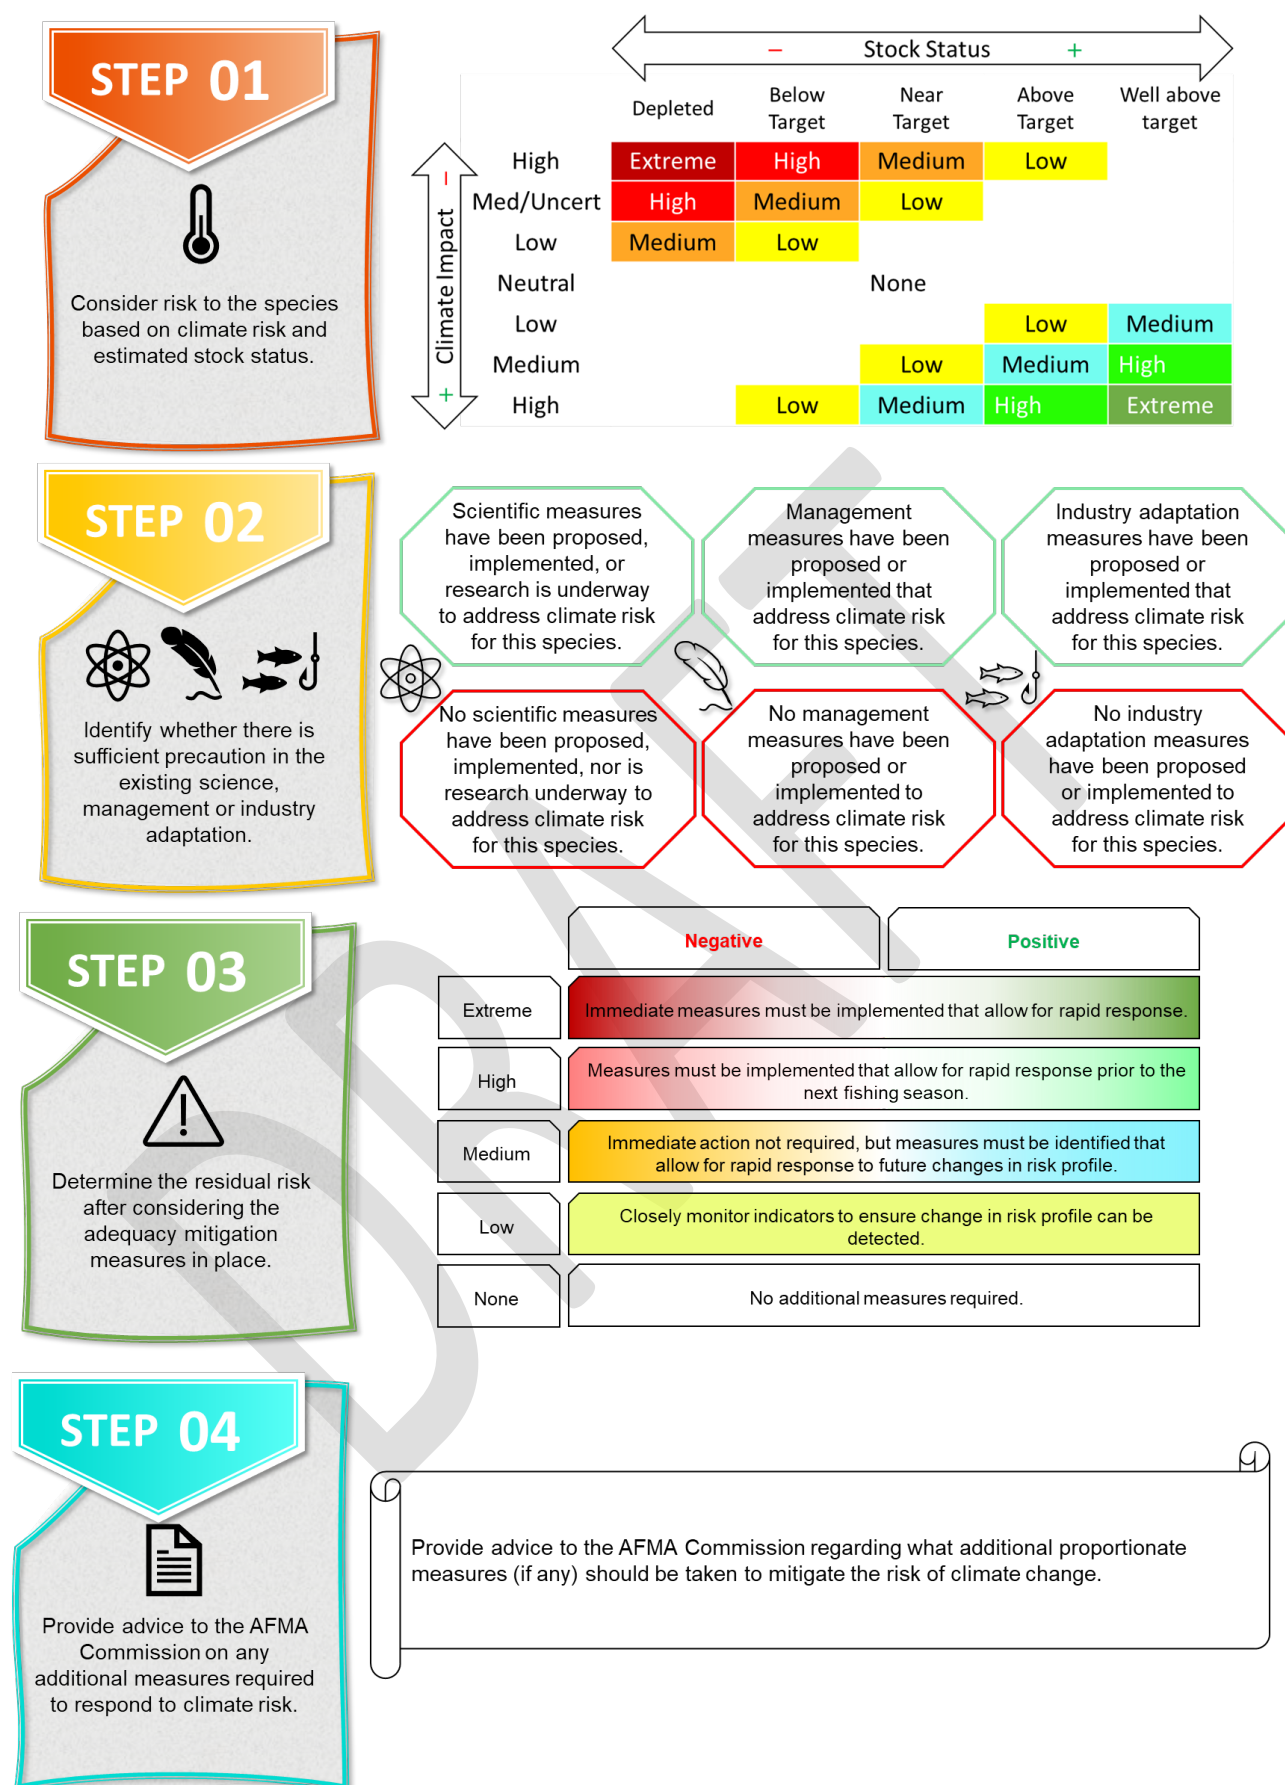 STEP 01
Consider risk to the species
based on climate risk and
estimated stock status.
– Stock Status +
Depleted Below Target Near Target Above Target Well above target
– Climate Impact +
High Extreme High Medium Low
Med/Uncert High Medium Low
Low Medium Low
Neutral None
Low Low Medium
Medium Low Medium High
High Low Medium High Extreme
STEP 02
Identify whether there is
sufficient precaution in the
existing science,
management or industry
adaptation.
Scientific measures
have been proposed,
implemented, or
research is underway
to address climate risk
for this species.
Management
measures have been
proposed or
implemented that
address climate risk
for this species.
Industry adaptation
measures have been
proposed or
implemented that
address climate risk
for this species.
No scientific measures
have been proposed,
implemented, nor is
research underway to
address climate risk
for this species.
No management
measures have been
proposed or
implemented to
address climate risk
for this species.
No industry
adaptation measures
have been proposed
or implemented to
address climate risk
for this species.
STEP 03
Determine the residual risk
after considering the
adequacy mitigation
measures in place.
Negative Positive
Extreme
Immediate measures must be implemented that allow for rapid response.
High
Measures must be implemented that allow for rapid response prior to the
next fishing season.
Medium
Immediate action not required, but measures must be identified that
allow for rapid response to future changes in risk profile.
Low
Closely monitor indicators to ensure change in risk profile can be
detected.
None
No additional measures required.
STEP 04
Provide advice to the AFMA
Commission on any
additional measures required
to respond to climate risk.
Provide advice to the AFMA Commission regarding what additional proportionate
measures (if any) should be taken to mitigate the risk of climate change.
DRAFT